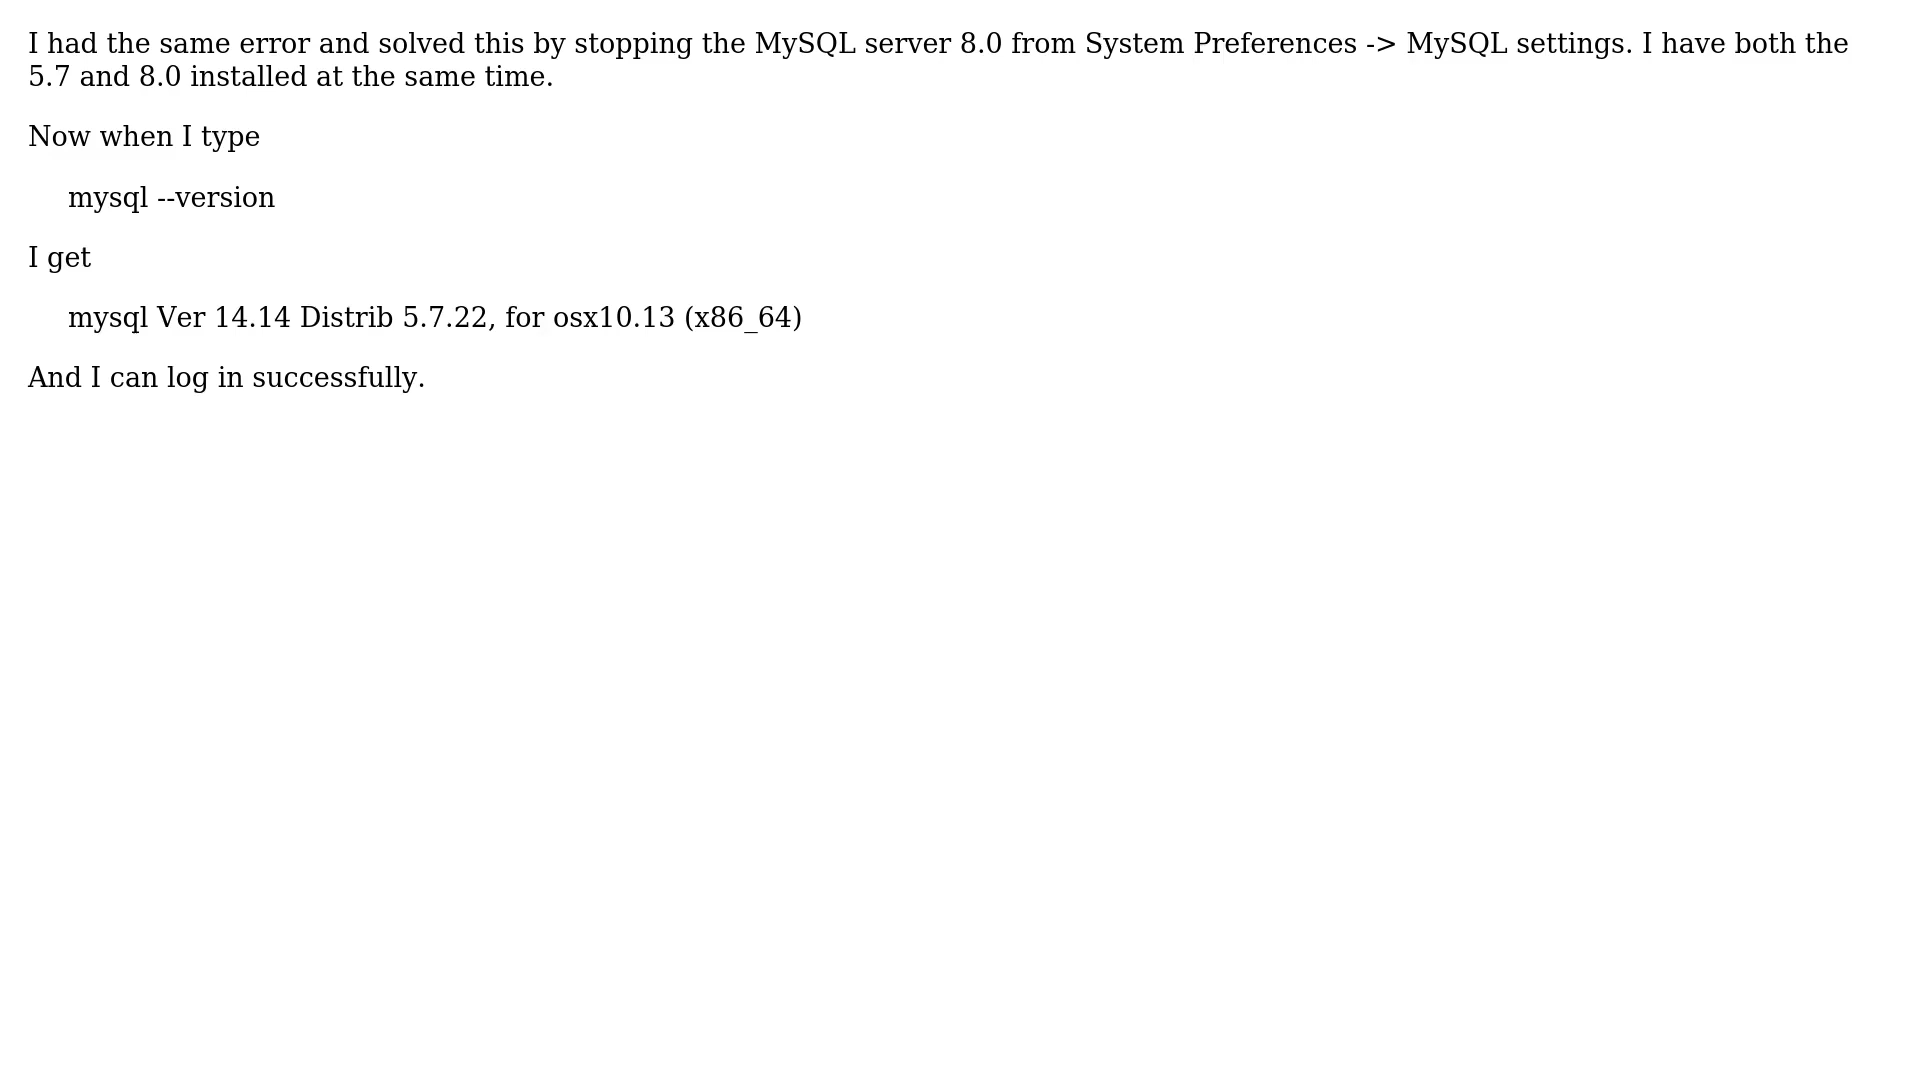 I had the same error and solved this by stopping the MySQL server 8.0 from System Preferences -> MySQL settings. I have both the
5.7 and 8.0 installed at the same time.
Now when I type
mysql --version
I get
mysql Ver 14.14 Distrib 5.7.22, for osx10.13 (x86_64)
And I can log in successfully.